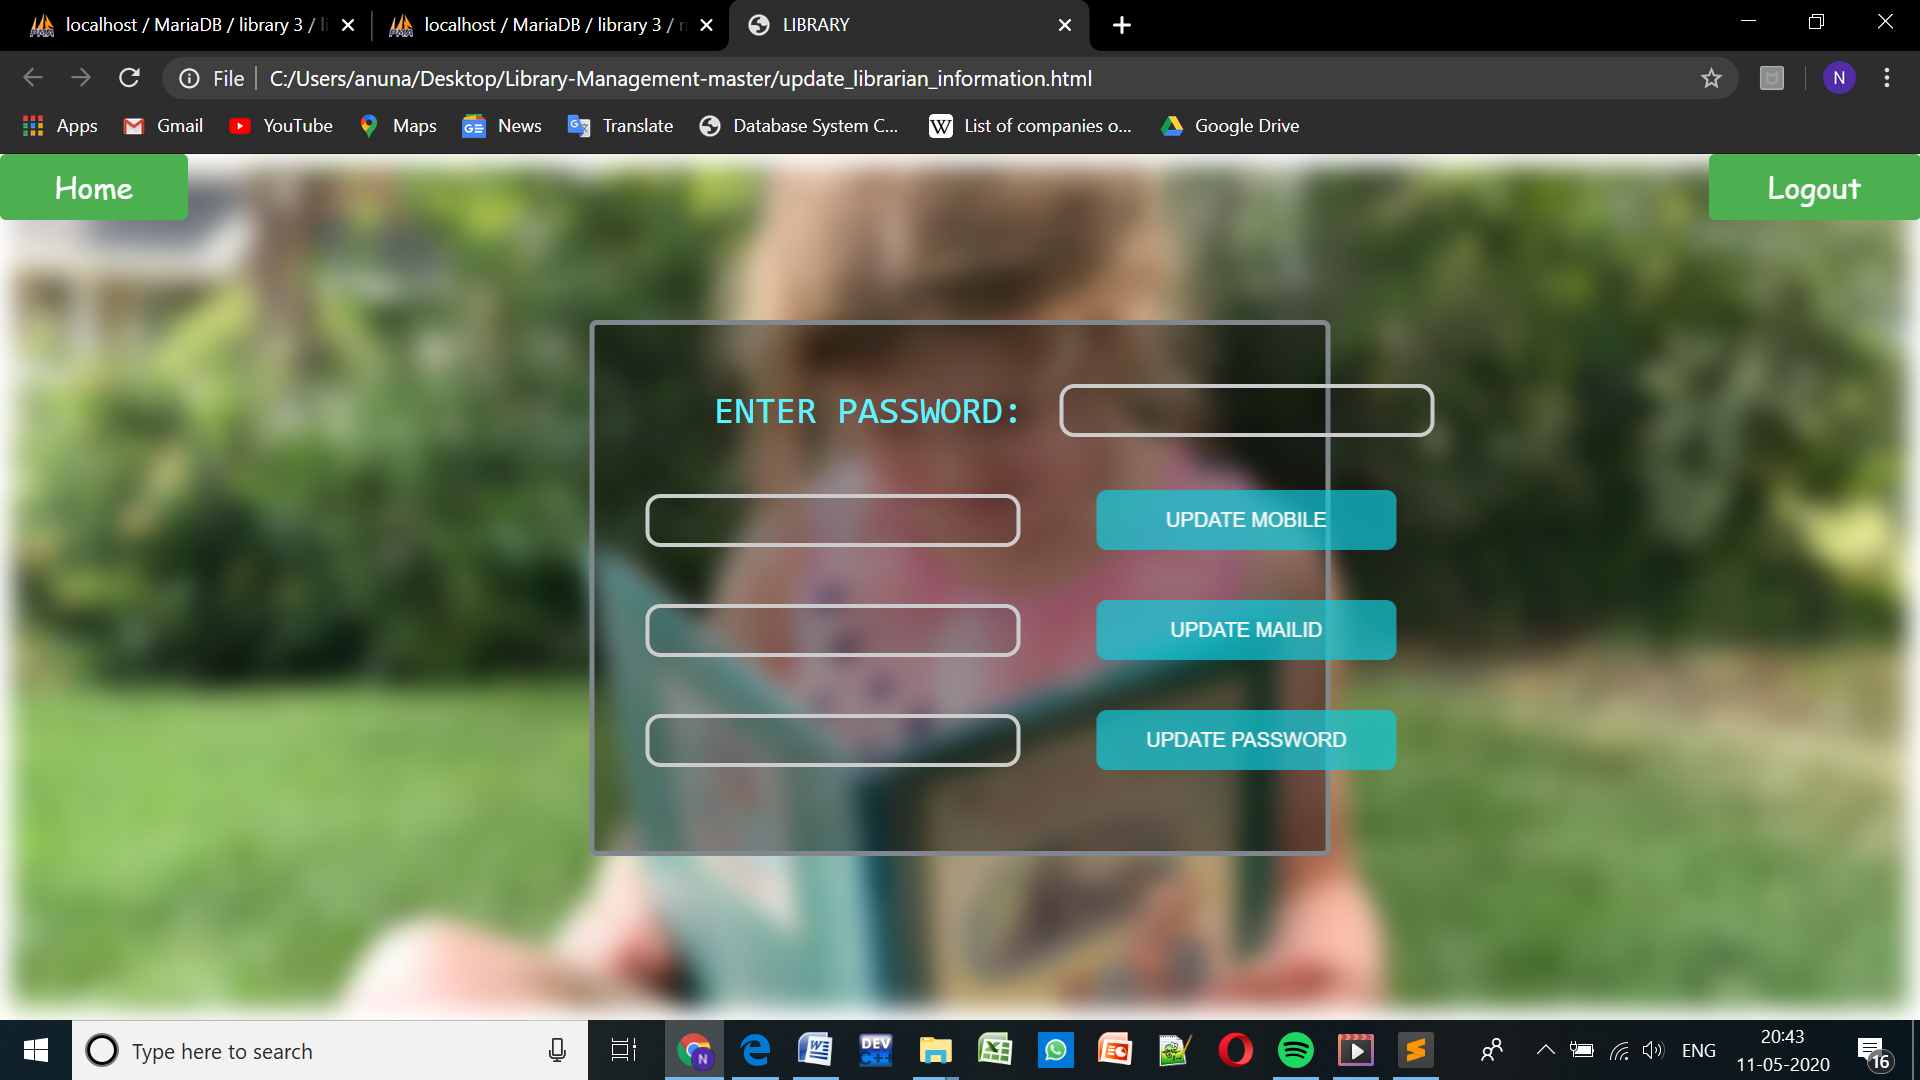 localhost / MariaDB / library 3 / li
localhost / MariaDB / library 3 / n
LIBRARY
File
C:/Users/anuna/Desktop/Library-Management-master/update_librarian_information.html
N
Apps
Gmail
YouTube
Maps
News
Translate
Database System C...
List of companies o...
Google Drive
Home
Logout
ENTER PASSWORD:
UPDATE MOBILE
UPDATE MAILID
UPDATE PASSWORD
Type here to search
N
DEV
C++
ENG
20:43
11-05-2020
16